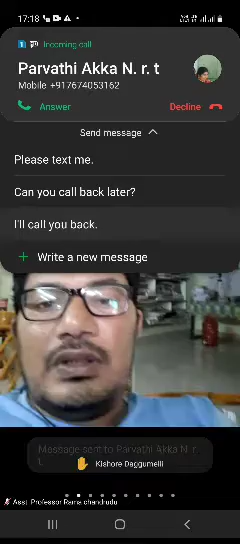 17:18
1 Incoming call
Parvathi Akka N. r. t
Mobile +917674053162
Answer
Decline
Send message
Please text me.
Can you call back later?
I'll call you back.
+ Write a new message
Message sent to Parvathi Akka N. r.
t
Kishore Daggumelli
Asst. Professor Rama chandrudu